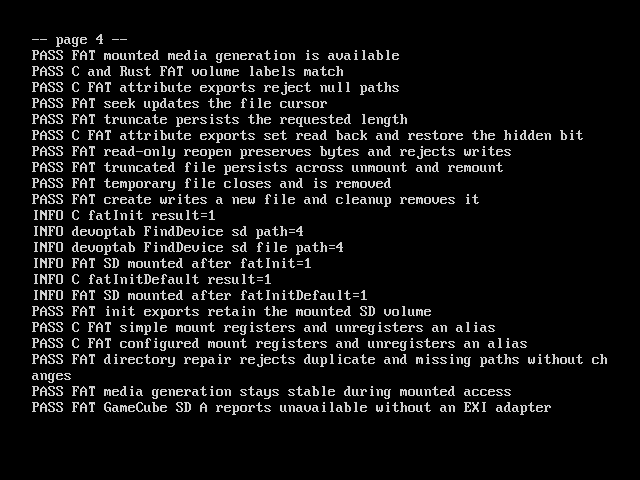 -- page 4 --
PASS FAT mounted media generation is available
PASS C and Rust FAT volume labels match
PASS C FAT attribute exports reject null paths
PASS FAT seek updates the file cursor
PASS FAT truncate persists the requested length
PASS C FAT attribute exports set read back and restore the hidden bit
PASS FAT read-only reopen preserves bytes and rejects writes
PASS FAT truncated file persists across unmount and remount
PASS FAT temporary file closes and is removed
PASS FAT create writes a new file and cleanup removes it
INFO C fatInit result=1
INFO devoptab FindDevice sd path=4
INFO devoptab FindDevice sd file path=4
INFO FAT SD mounted after fatInit=1
INFO C fatInitDefault result=1
INFO FAT SD mounted after fatInitDefault=1
PASS FAT init exports retain the mounted SD volume
PASS C FAT simple mount registers and unregisters an alias
PASS C FAT configured mount registers and unregisters an alias
PASS FAT directory repair rejects duplicate and missing paths without ch
anges
PASS FAT media generation stays stable during mounted access
PASS FAT GameCube SD A reports unavailable without an EXI adapter